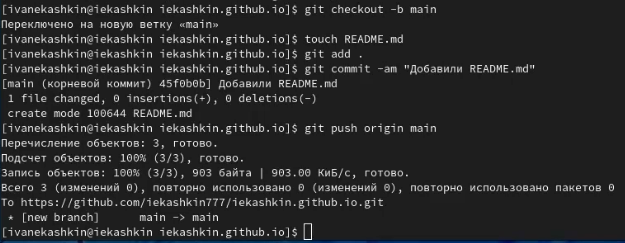 [ivanekashkin@iekashkin iekashkin.github.io]$ git checkout -b main
Переключено на новую ветку «main»
[ivanekashkin@iekashkin iekashkin.github.io]$ touch README.md
[ivanekashkin@iekashkin iekashkin.github.io]$ git add .
[ivanekashkin@iekashkin iekashkin.github.io]$ git commit -am "Добавили README.md"
[main (корневой коммит) 45f0b0b] Добавили README.md
1 file changed, 0 insertions(+), 0 deletions(-)
create mode 100644 README.md
[ivanekashkin@iekashkin iekashkin.github.io]$ git push origin main
Перечисление объектов: 3, готово.
Подсчет объектов: 100% (3/3), готово.
Запись объектов: 100% (3/3), 903 байта | 903.00 КиБ/с, готово.
Всего 3 (изменений 0), повторно использовано 0 (изменений 0), повторно использовано пакетов 0
To https://github.com/iekashkin777/iekashkin.github.io.git
* [new branch] main -> main
[ivanekashkin@iekashkin iekashkin.github.io]$